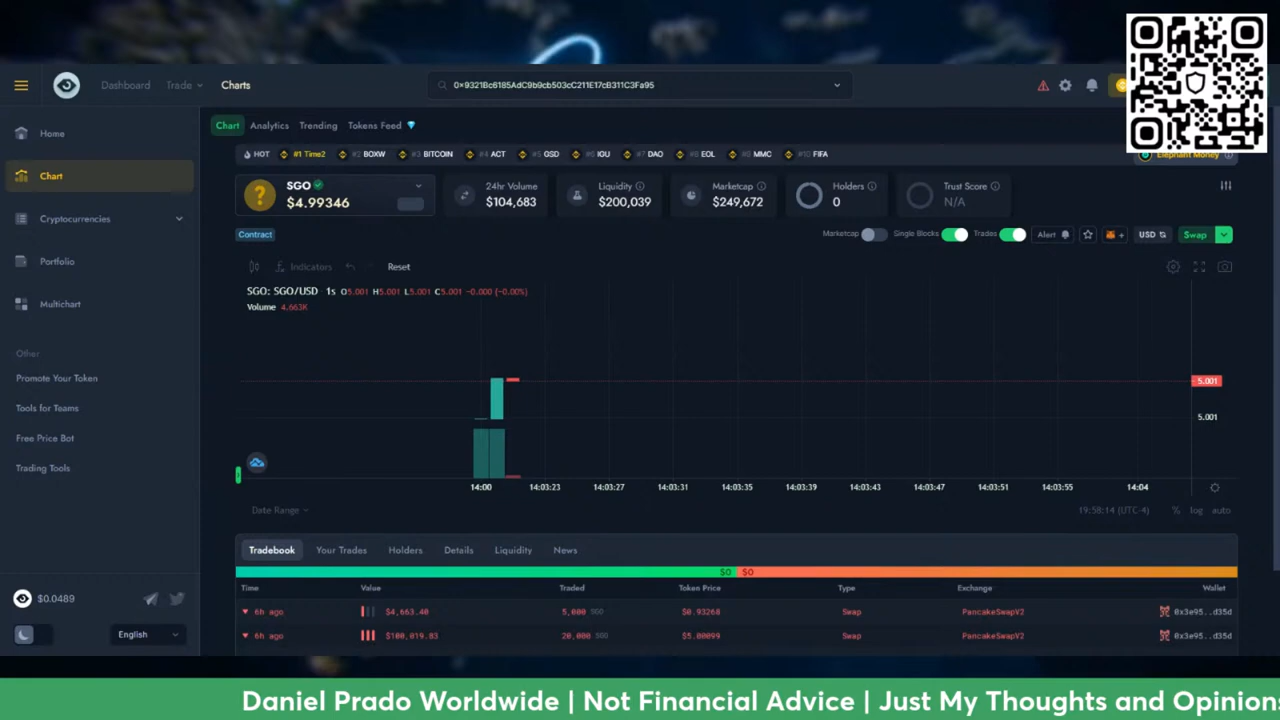 Dashboard Trade Charts 0x9321Bc6185AdC9b9cb503cC211E17cB311C3Fa95
Home
Chart
Cryptocurrencies
Portfolio
Multichart
Other
Promote Your Token
Tools for Teams
Free Price Bot
Trading Tools
$0.0489
English
Chart Analytics Trending Tokens Feed
HOT #1 Time2 #2 BOXW #3 BITCOIN #4 ACT #5 GSD #6 IGU #7 DAO #8 EOL #9 MMC #10 FIFA Elephant Money
SGO 24hr Volume Liquidity Marketcap Holders Trust Score
$4.99346 $104,683 $200,039 $249,672 0 N/A
Contract Marketcap Single Blocks Trades Alert USD Swap
Indicators Reset
SGO: SGO/USD 1s O5.001 H5.001 L5.001 C5.001 -0.000 (-0.00%)
Volume 4.663K
5.001
5.001
14:00 14:03:23 14:03:27 14:03:31 14:03:35 14:03:39 14:03:43 14:03:47 14:03:51 14:03:55 14:04
Date Range 19:58:14 (UTC-4) % log auto
Tradebook Your Trades Holders Details Liquidity News
$0 $0
Time Value Traded Token Price Type Exchange Wallet
6h ago $4,663.40 5,000 SGO $0.93268 Swap PancakeSwapV2 0x3e95..d35d
6h ago $100,019.83 20,000 SGO $5.00099 Swap PancakeSwapV2 0x3e95..d35d
Daniel Prado Worldwide | Not Financial Advice | Just My Thoughts and Opinion